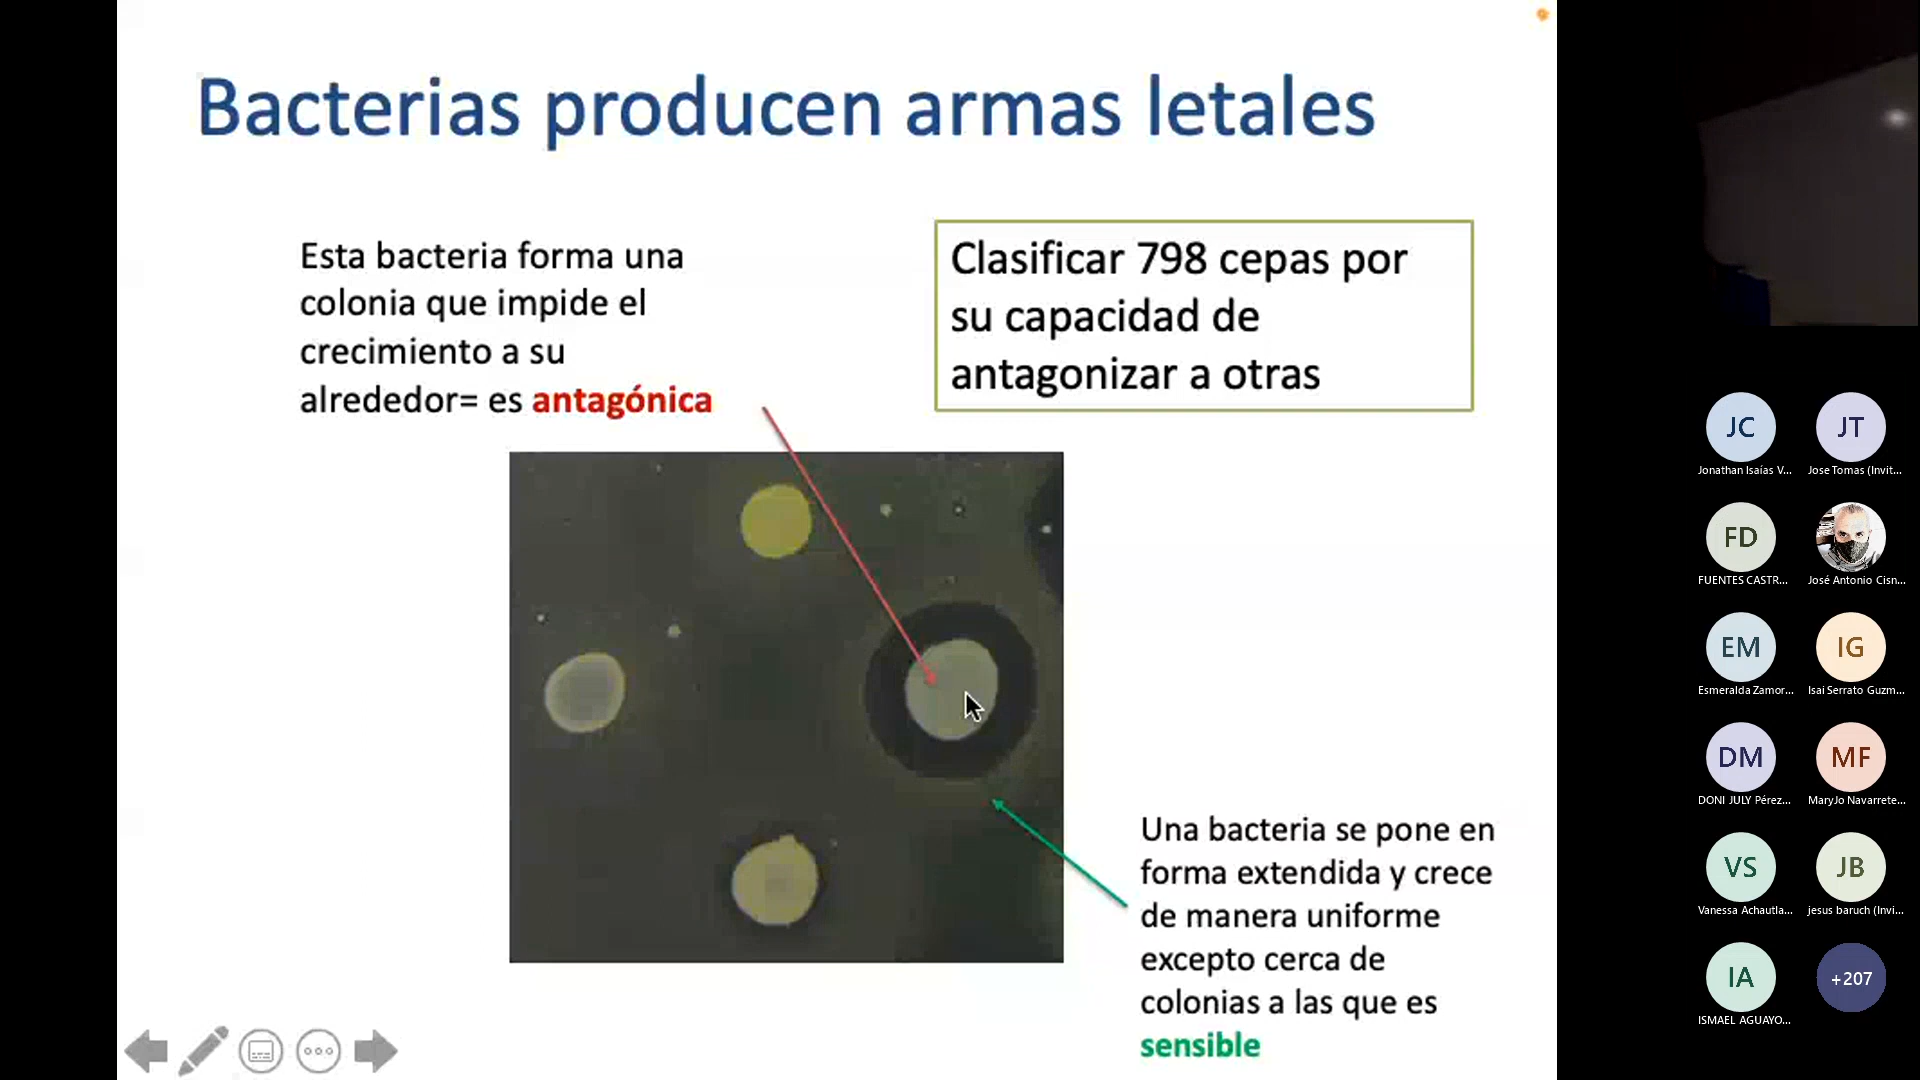 Bacterias producen armas letales
Esta bacteria forma una
colonia que impide el
crecimiento a su
alrededor= es antagónica
Clasificar 798 cepas por
su capacidad de
antagonizar a otras
Una bacteria se pone en
forma extendida y crece
de manera uniforme
excepto cerca de
colonias a las que es
sensible
JC
Jonathan Isaías V...
JT
Jose Tomas (Invit...
FD
FUENTES CASTR...
José Antonio Cisn...
EM
Esmeralda Zamor...
IG
Isai Serrato Guzm...
DM
DONI JULY Pérez...
MF
MaryJo Navarrete...
VS
Vanessa Achautla...
JB
jesus baruch (Invi...
IA
ISMAEL AGUAYO...
+207